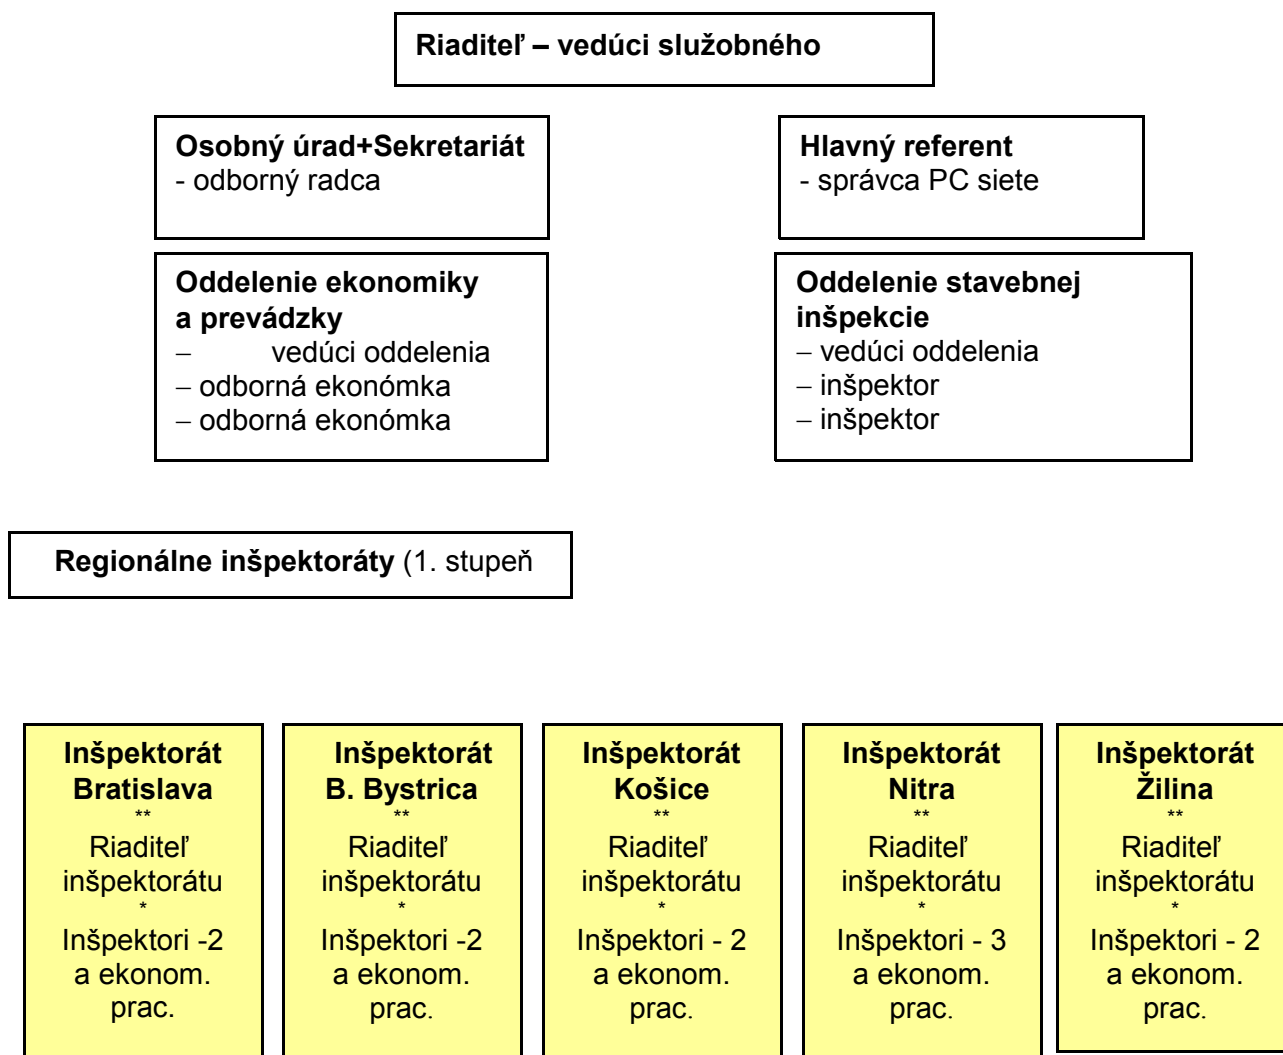 Riaditeľ – vedúci služobného
Osobný úrad+Sekretariát
- odborný radca
Hlavný referent
- správca PC siete
Oddelenie ekonomiky
a prevádzky
– vedúci oddelenia
– odborná ekonómka
– odborná ekonómka
Oddelenie stavebnej
inšpekcie
– vedúci oddelenia
– inšpektor
– inšpektor
Regionálne inšpektoráty (1. stupeň
Inšpektorát
Bratislava
**
Riaditeľ
inšpektorátu
*
Inšpektori -2
a ekonom.
prac.
Inšpektorát
B. Bystrica
**
Riaditeľ
inšpektorátu
*
Inšpektori -2
a ekonom.
prac.
Inšpektorát
Košice
**
Riaditeľ
inšpektorátu
*
Inšpektori - 2
a ekonom.
prac.
Inšpektorát
Nitra
**
Riaditeľ
inšpektorátu
*
Inšpektori - 3
a ekonom.
prac.
Inšpektorát
Žilina
**
Riaditeľ
inšpektorátu
*
Inšpektori - 2
a ekonom.
prac.